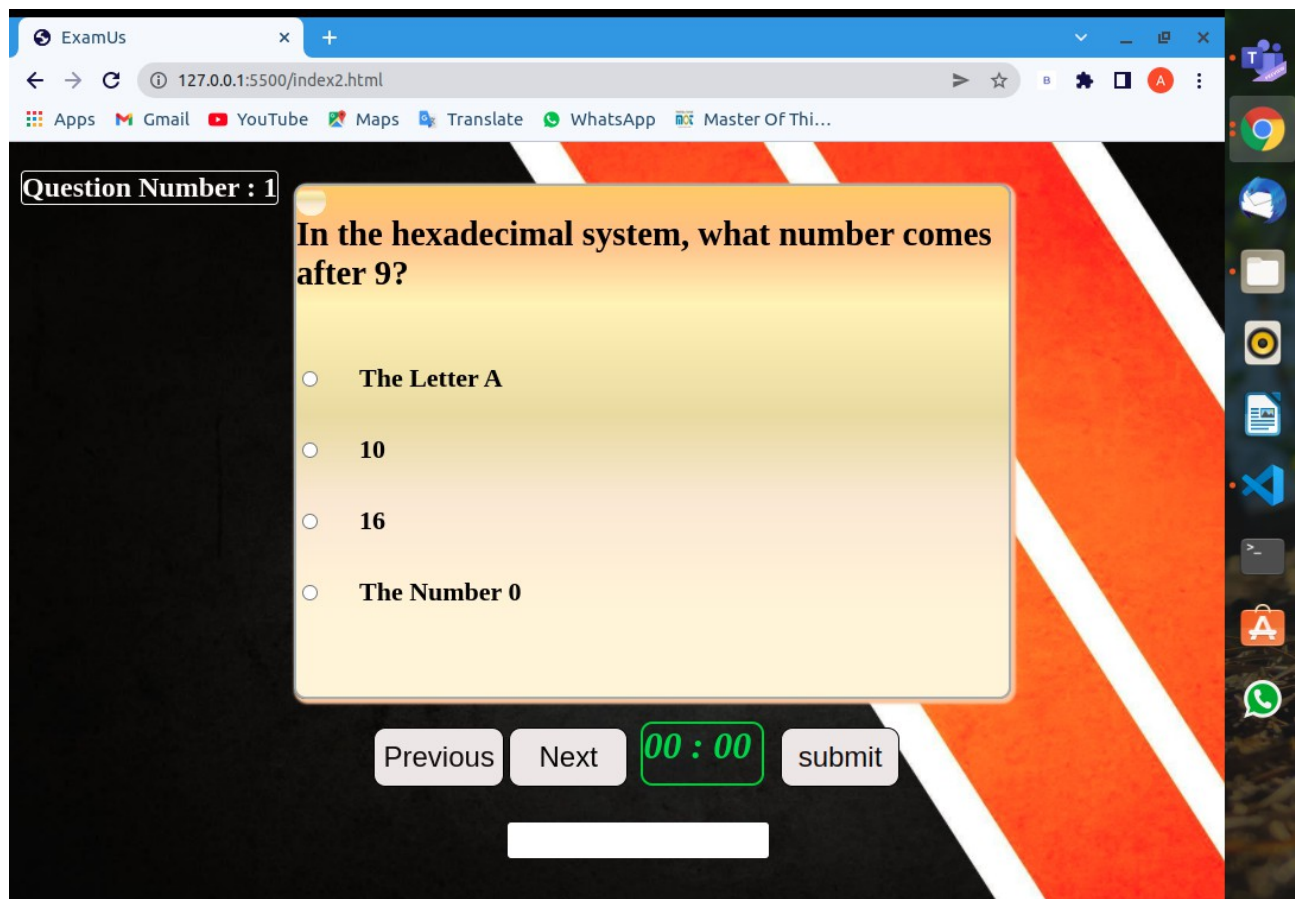 ExamUs
127.0.0.1:5500/index2.html
B
A
Apps Gmail YouTube Maps Translate WhatsApp Master Of Thi...
Question Number : 1
In the hexadecimal system, what number comes
after 9?
The Letter A
10
16
The Number 0
Previous Next 00 : 00 submit